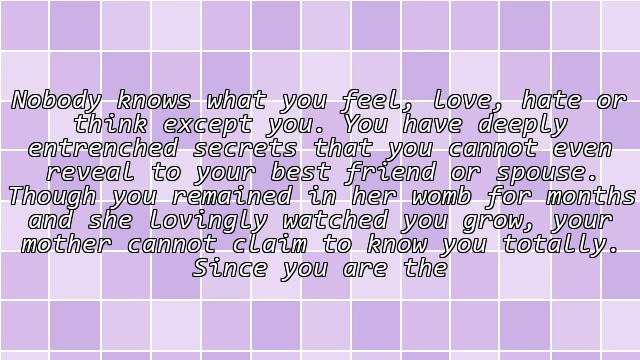 Nobody knows what you feel, love, hate or
think except you. You have deeply
entrenched secrets that you cannot even
reveal to your best friend or spouse.
Though you remained in her womb for months
and she lovingly watched you grow, your
mother cannot claim to know you totally.
Since you are the